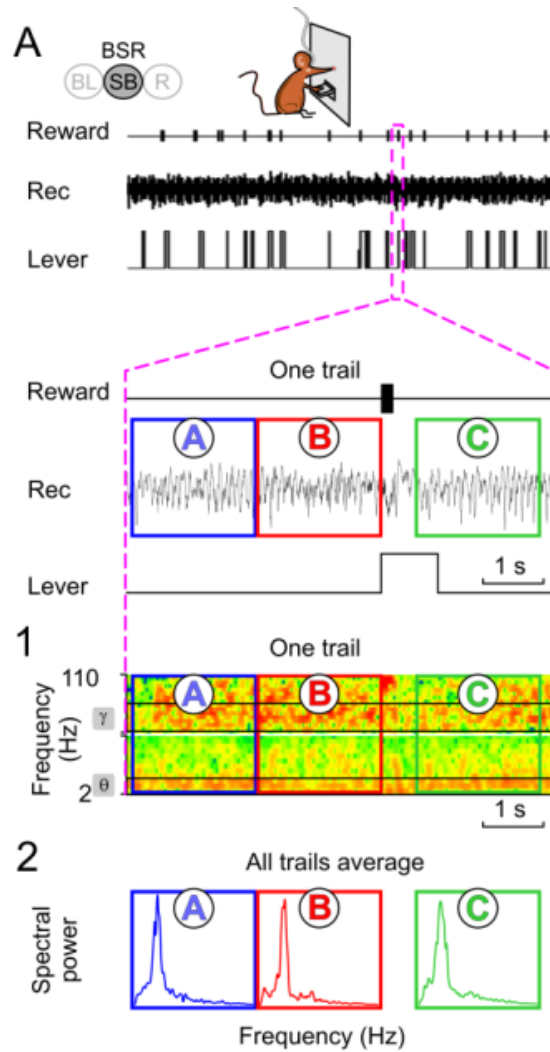 A
BSR
BL SB R
Reward
Rec
Lever
One trail
Reward
A B C
Rec
Lever
1 s
1
One trail
110
A B C
γ
Frequency
(Hz)
θ
2
1 s
2
All trails average
A B C
Spectral
power
Frequency (Hz)